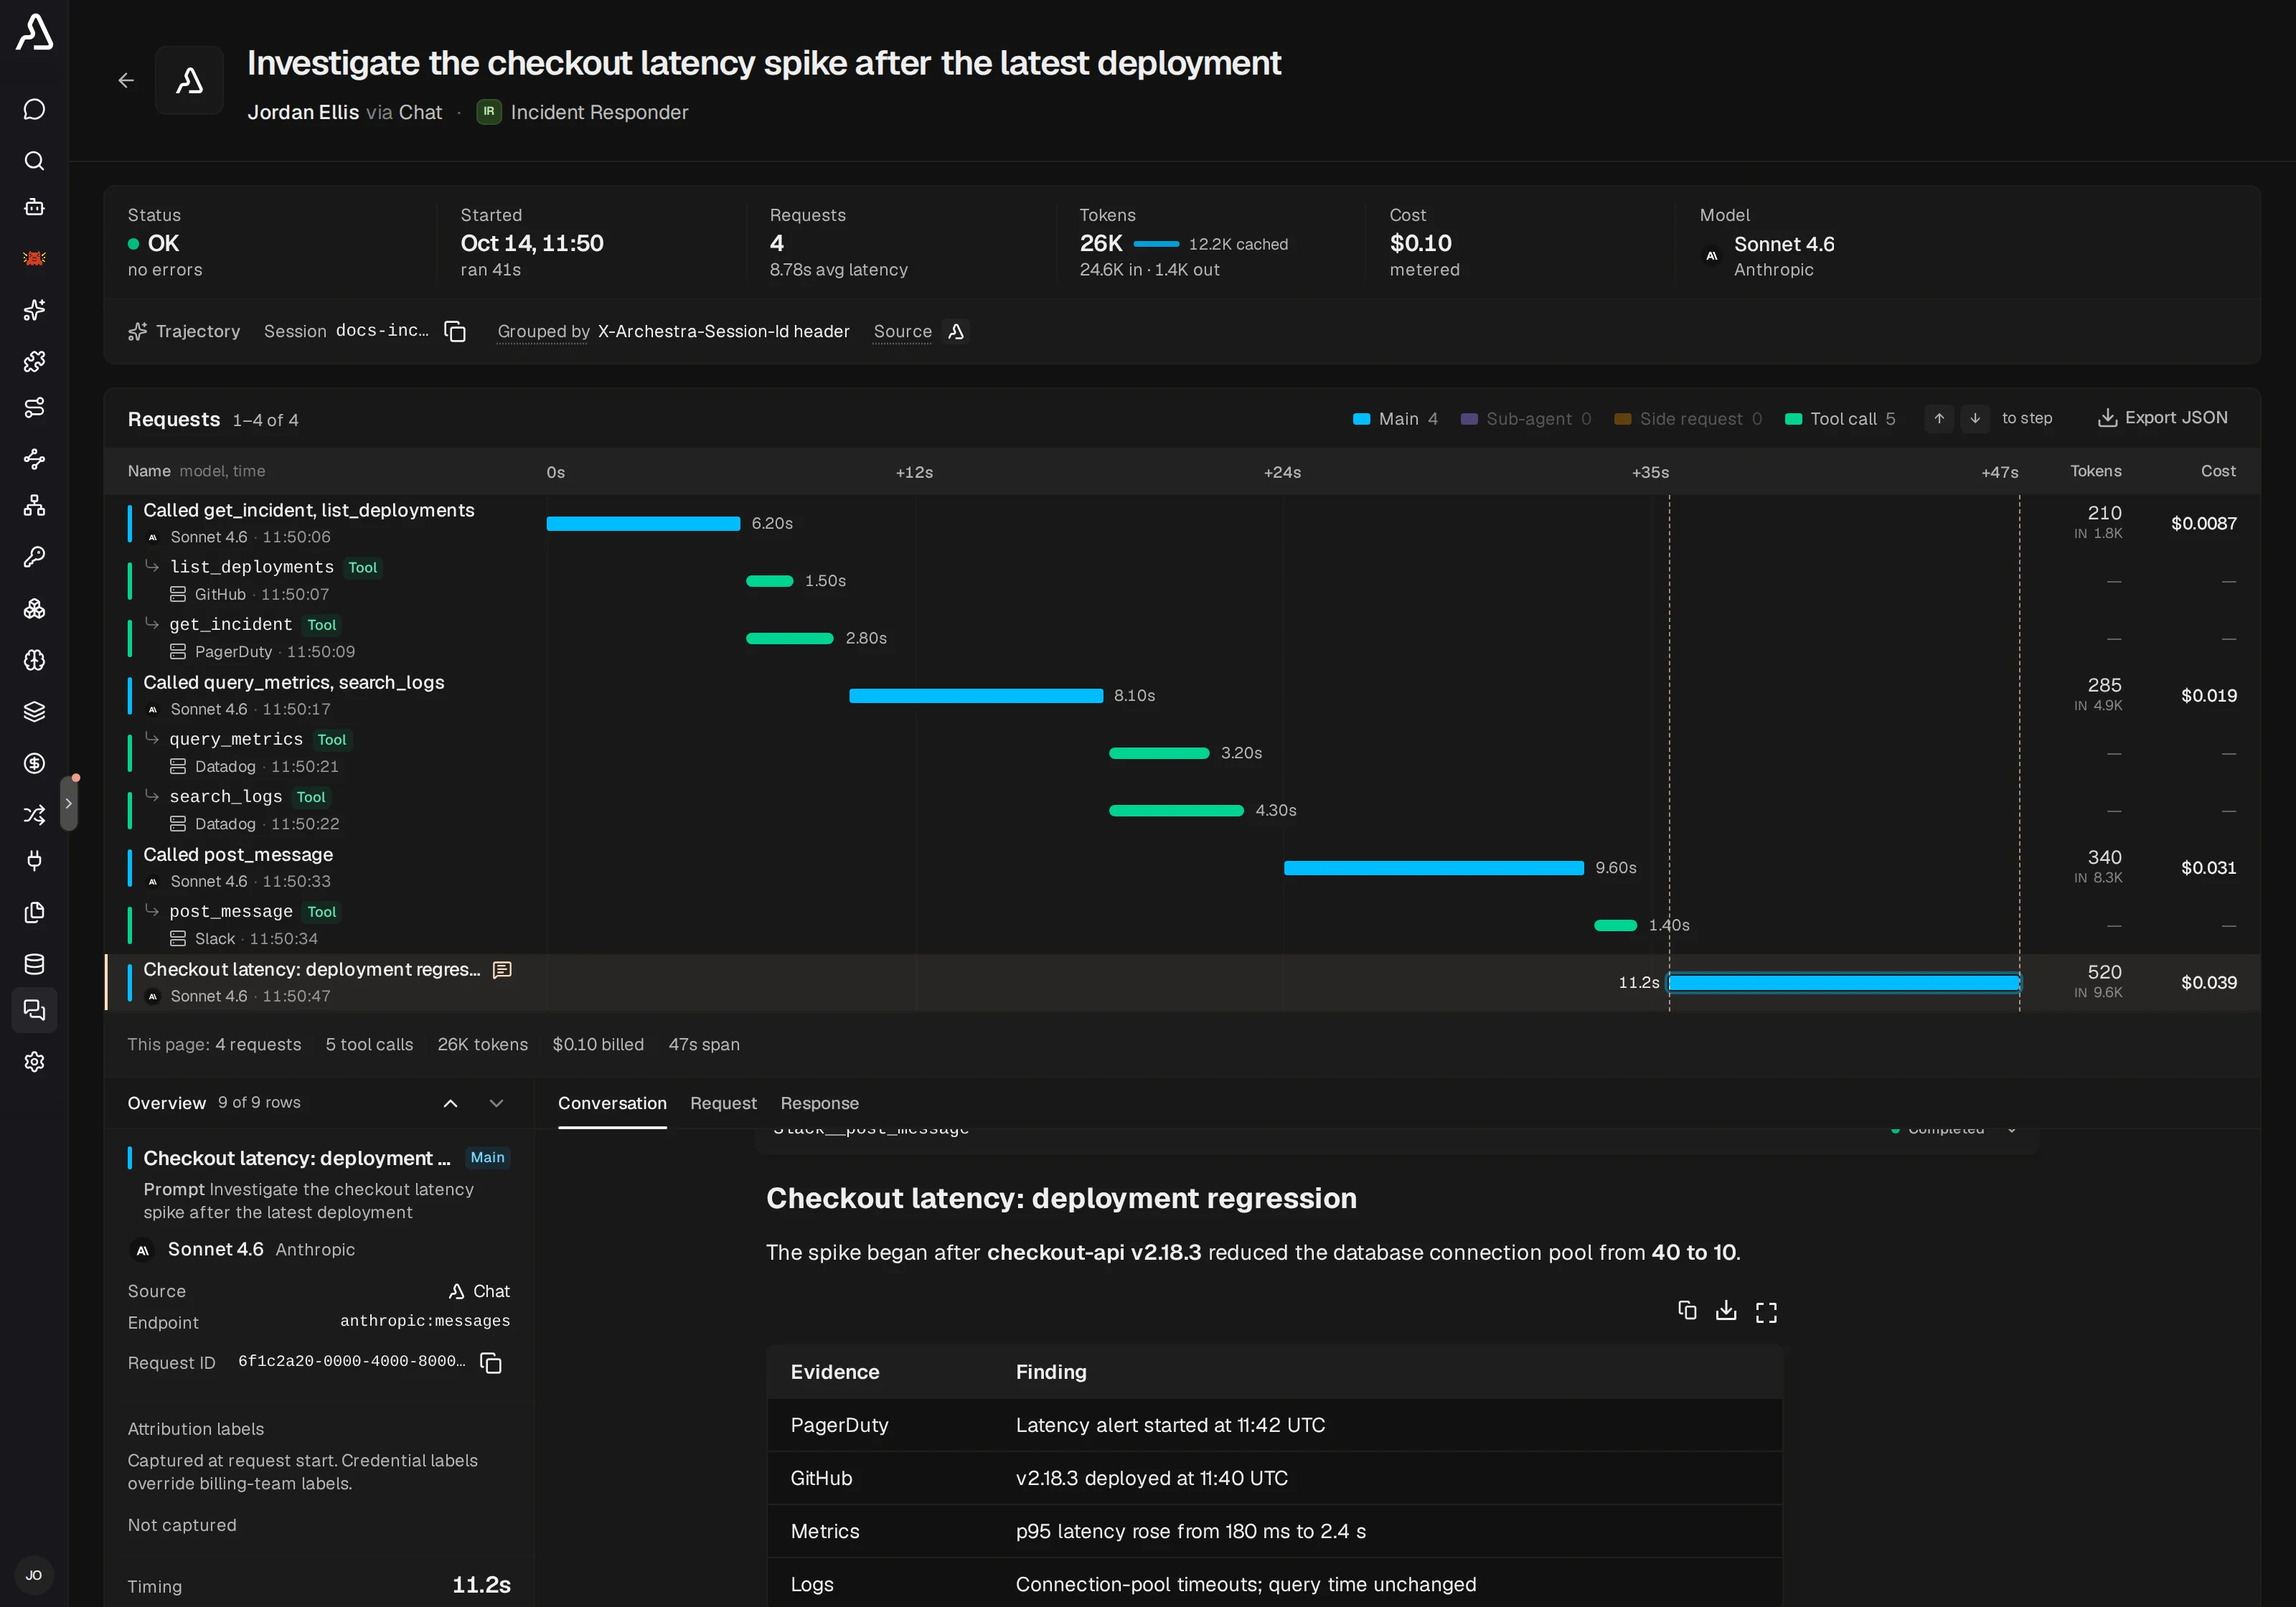 Investigate the checkout latency spike after the latest deployment
Jordan Ellis via Chat · IR Incident Responder
Status
OK
no errors
Started
Oct 14, 11:50
ran 41s
Requests
4
8.78s avg latency
Tokens
26K 12.2K cached
24.6K in · 1.4K out
Cost
$0.10
metered
Model
Sonnet 4.6
Anthropic
Trajectory Session docs-inc… Grouped by X-Archestra-Session-Id header Source
Requests 1–4 of 4
Main 4 Sub-agent 0 Side request 0 Tool call 5 to step Export JSON
Name model, time 0s +12s +24s +35s +47s Tokens Cost
Called get_incident, list_deployments
Sonnet 4.6 · 11:50:06
6.20s
210
IN 1.8K
$0.0087
list_deployments Tool
GitHub · 11:50:07
1.50s
— —
get_incident Tool
PagerDuty · 11:50:09
2.80s
— —
Called query_metrics, search_logs
Sonnet 4.6 · 11:50:17
8.10s
285
IN 4.9K
$0.019
query_metrics Tool
Datadog · 11:50:21
3.20s
— —
search_logs Tool
Datadog · 11:50:22
4.30s
— —
Called post_message
Sonnet 4.6 · 11:50:33
9.60s
340
IN 8.3K
$0.031
post_message Tool
Slack · 11:50:34
1.40s
— —
Checkout latency: deployment regres…
Sonnet 4.6 · 11:50:47
11.2s
520
IN 9.6K
$0.039
This page: 4 requests 5 tool calls 26K tokens $0.10 billed 47s span
Overview 9 of 9 rows
Conversation Request Response
Checkout latency: deployment … Main
Prompt Investigate the checkout latency
spike after the latest deployment
Sonnet 4.6 Anthropic
Source Chat
Endpoint anthropic:messages
Request ID 6f1c2a20-0000-4000-8000…
Attribution labels
Captured at request start. Credential labels
override billing-team labels.
Not captured
Timing 11.2s
Slack__post_message Completed
Checkout latency: deployment regression
The spike began after checkout-api v2.18.3 reduced the database connection pool from 40 to 10.
Evidence Finding
PagerDuty Latency alert started at 11:42 UTC
GitHub v2.18.3 deployed at 11:40 UTC
Metrics p95 latency rose from 180 ms to 2.4 s
Logs Connection-pool timeouts; query time unchanged
JO